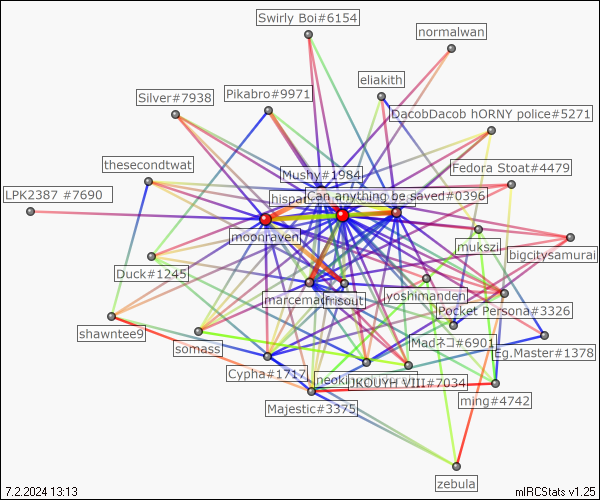 Swirly Boi#6154
normalwan
eliakith
Pikabro#9971
Silver#7938
DacobDacob hORNY police#5271
thesecondtwat
Mushy#1984
Fedora Stoat#4479
LPK2387 #7690
Can anything be saved#0396
moonraven
mukszi
bigcitysamurai
Duck#1245
frisout
yoshimanden
Pocket Persona#3326
shawntee9
somass
Madネコ#6901
Eg.Master#1378
Cypha#1717
JKOUYH VIII#7034
Majestic#3375
ming#4742
zebula
7.2.2024 13:13
mIRCStats v1.25